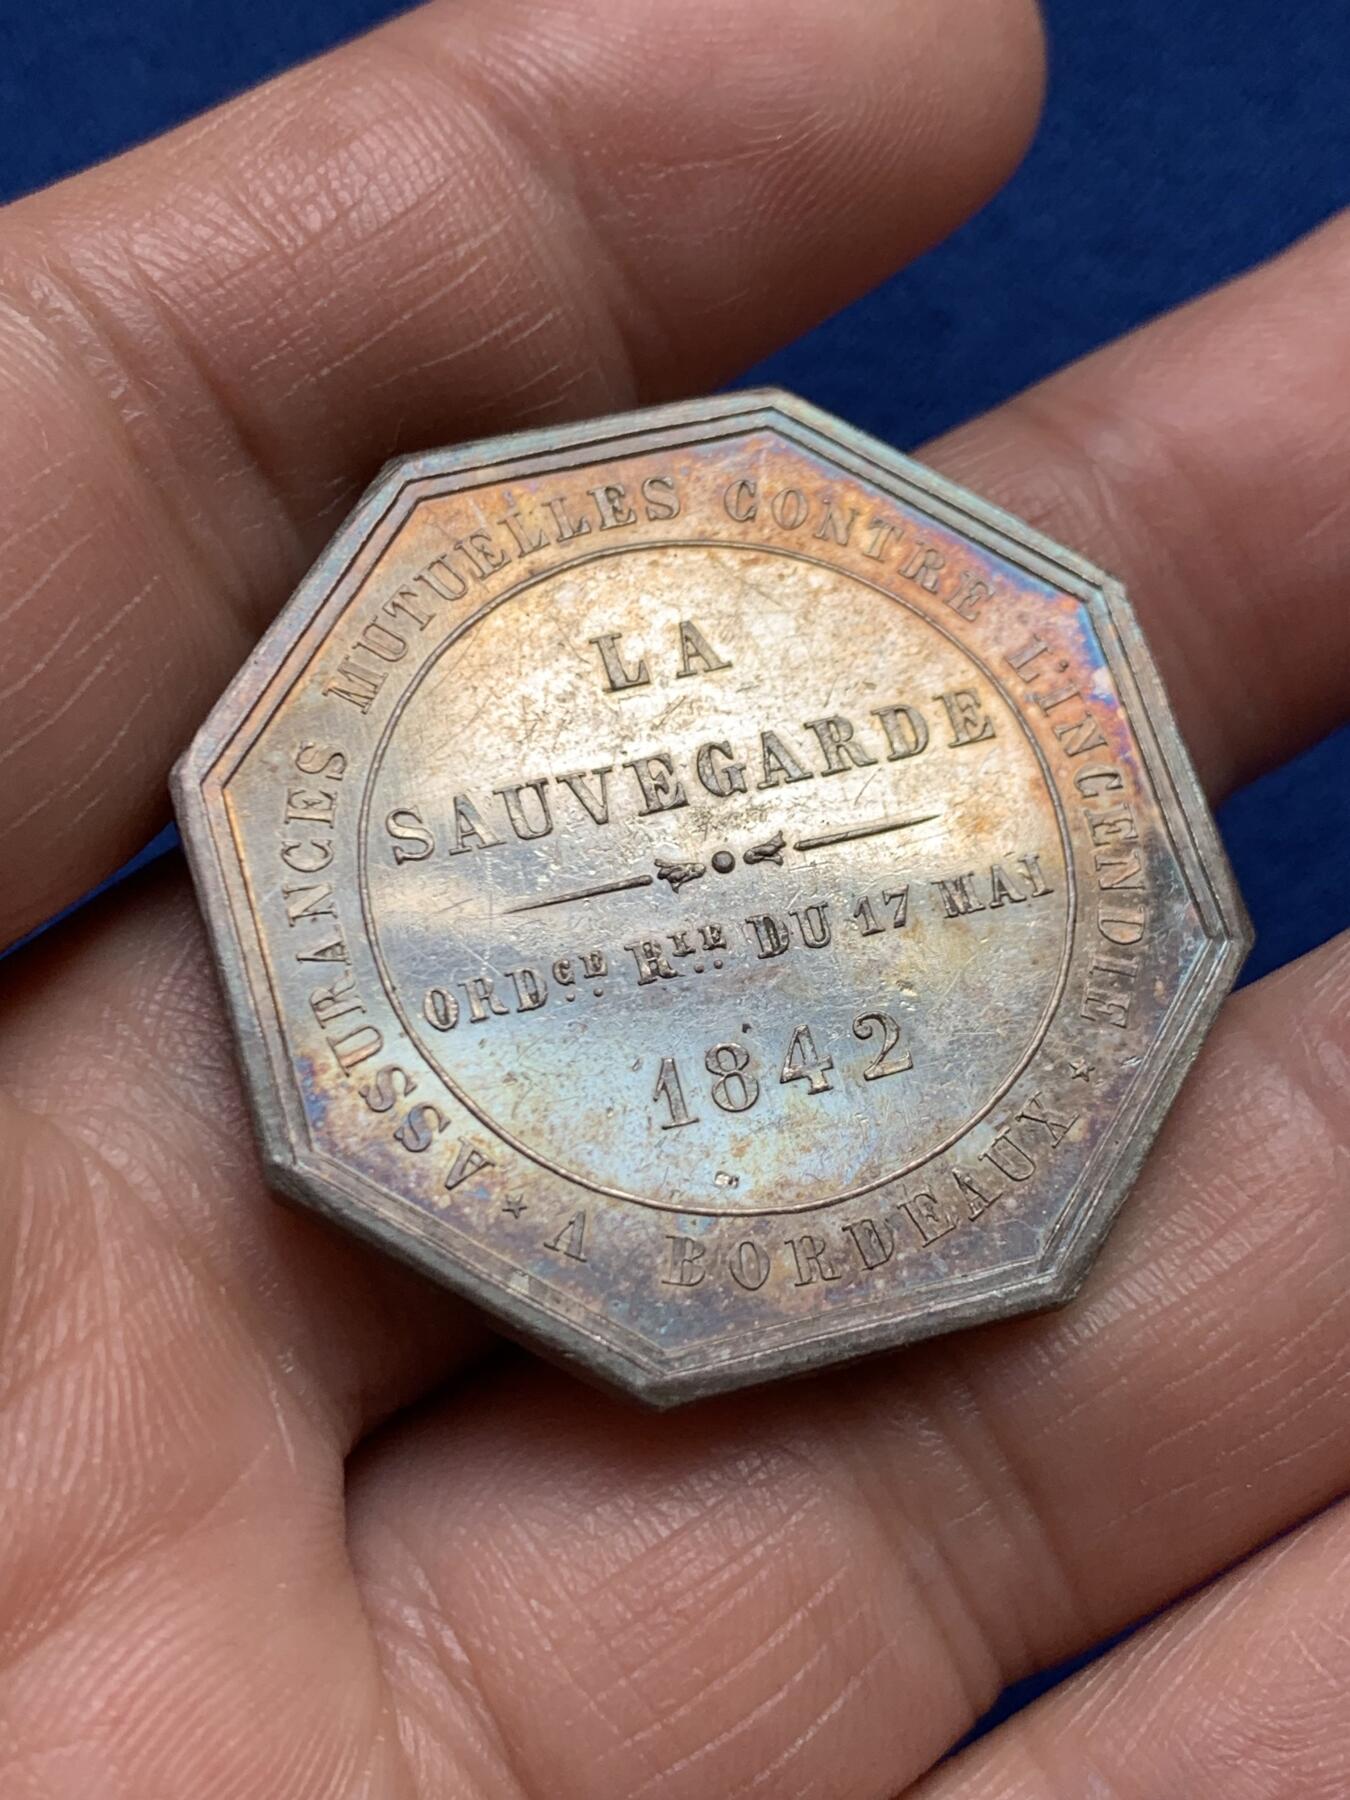 ASSURANCES MUTUELLES CONTRE L'INCENDIE
LA
SAUVEGARDE
ORDCE RLE DU 17 MAI
1842
★ A BORDEAUX ★